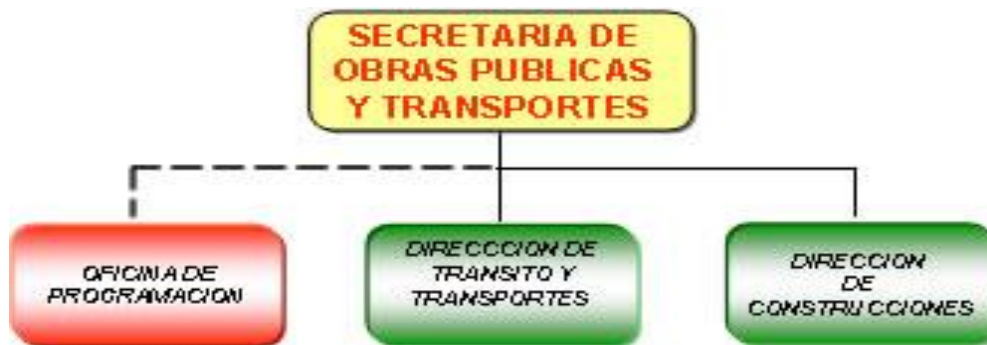 SECRETARIA DE
OBRAS PUBLICAS
Y TRANSPORTES
OFICINA DE
PROGRAMACION
DIRECCCION DE
TRANSITO Y
TRANSPORTES
DIRECCION
DE
CONSTRUCCIONES